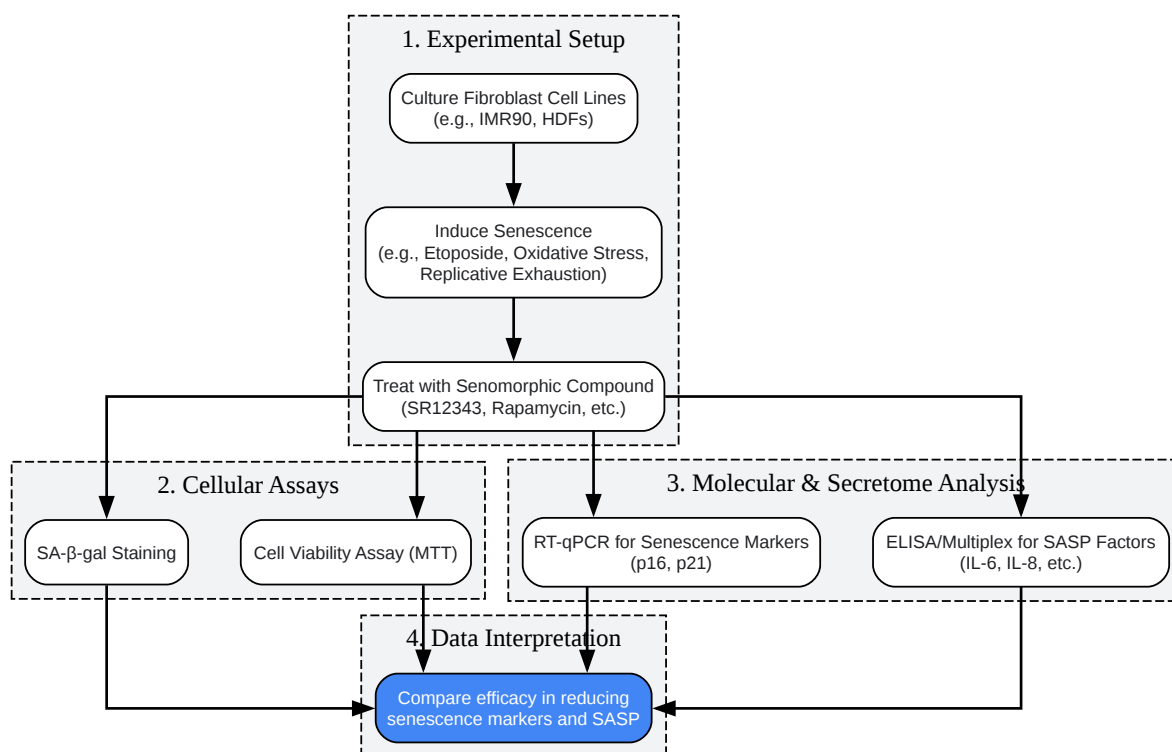 1. Experimental Setup
Culture Fibroblast Cell Lines
(e.g., IMR90, HDFs)
Induce Senescence
(e.g., Etoposide, Oxidative Stress,
Replicative Exhaustion)
Treat with Senomorphic Compound
(SR12343, Rapamycin, etc.)
2. Cellular Assays
SA-β-gal Staining
Cell Viability Assay (MTT)
3. Molecular & Secretome Analysis
RT-qPCR for Senescence Markers
(p16, p21)
ELISA/Multiplex for SASP Factors
(IL-6, IL-8, etc.)
4. Data Interpretation
Compare efficacy in reducing
senescence markers and SASP